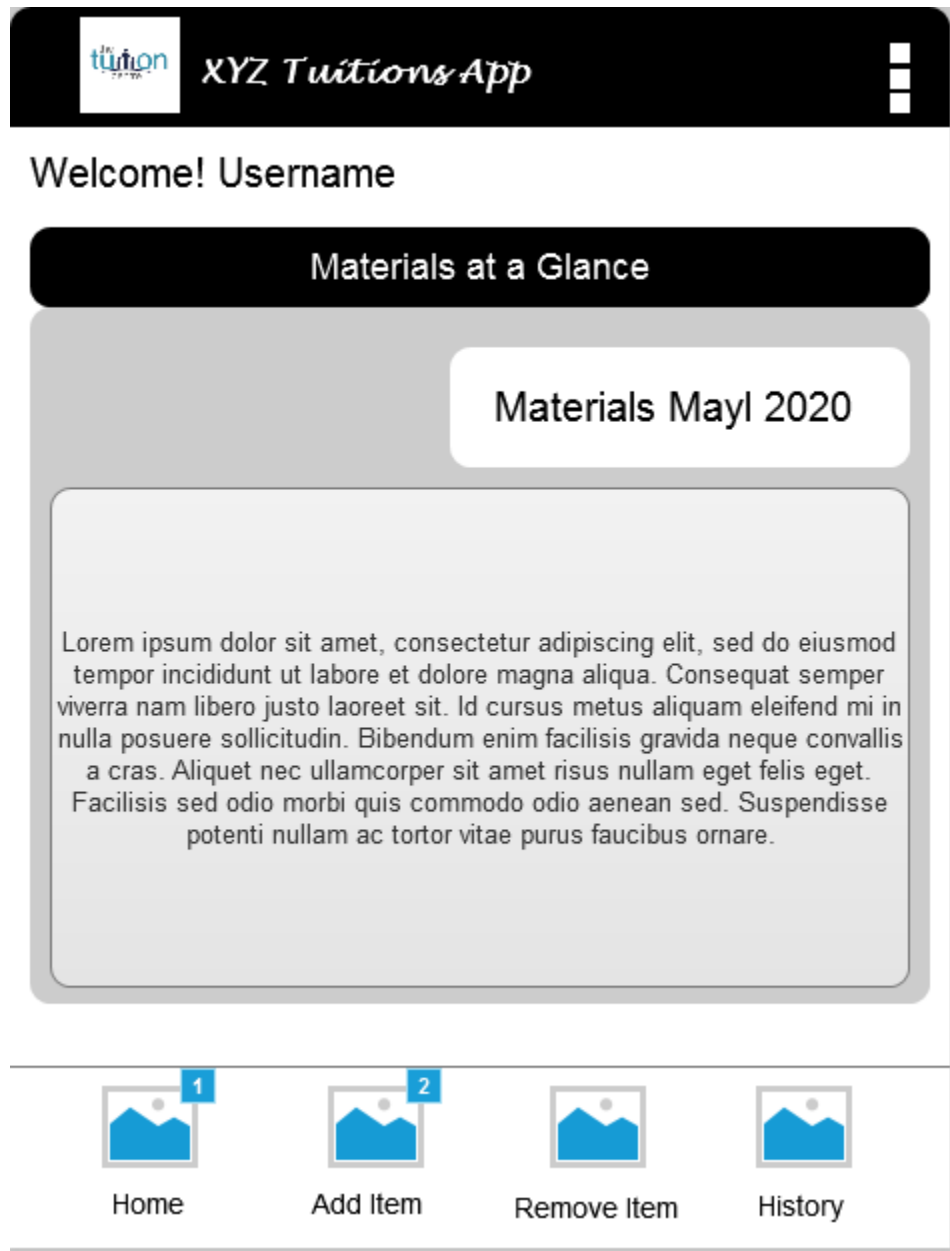 the
tuition
centre
XYZ Tuitions App
Welcome! Username
Materials at a Glance
Materials Mayl 2020
Lorem ipsum dolor sit amet, consectetur adipiscing elit, sed do eiusmod
tempor incididunt ut labore et dolore magna aliqua. Consequat semper
viverra nam libero justo laoreet sit. Id cursus metus aliquam eleifend mi in
nulla posuere sollicitudin. Bibendum enim facilisis gravida neque convallis
a cras. Aliquet nec ullamcorper sit amet risus nullam eget felis eget.
Facilisis sed odio morbi quis commodo odio aenean sed. Suspendisse
potenti nullam ac tortor vitae purus faucibus ornare.
1 2
Home Add Item Remove Item History